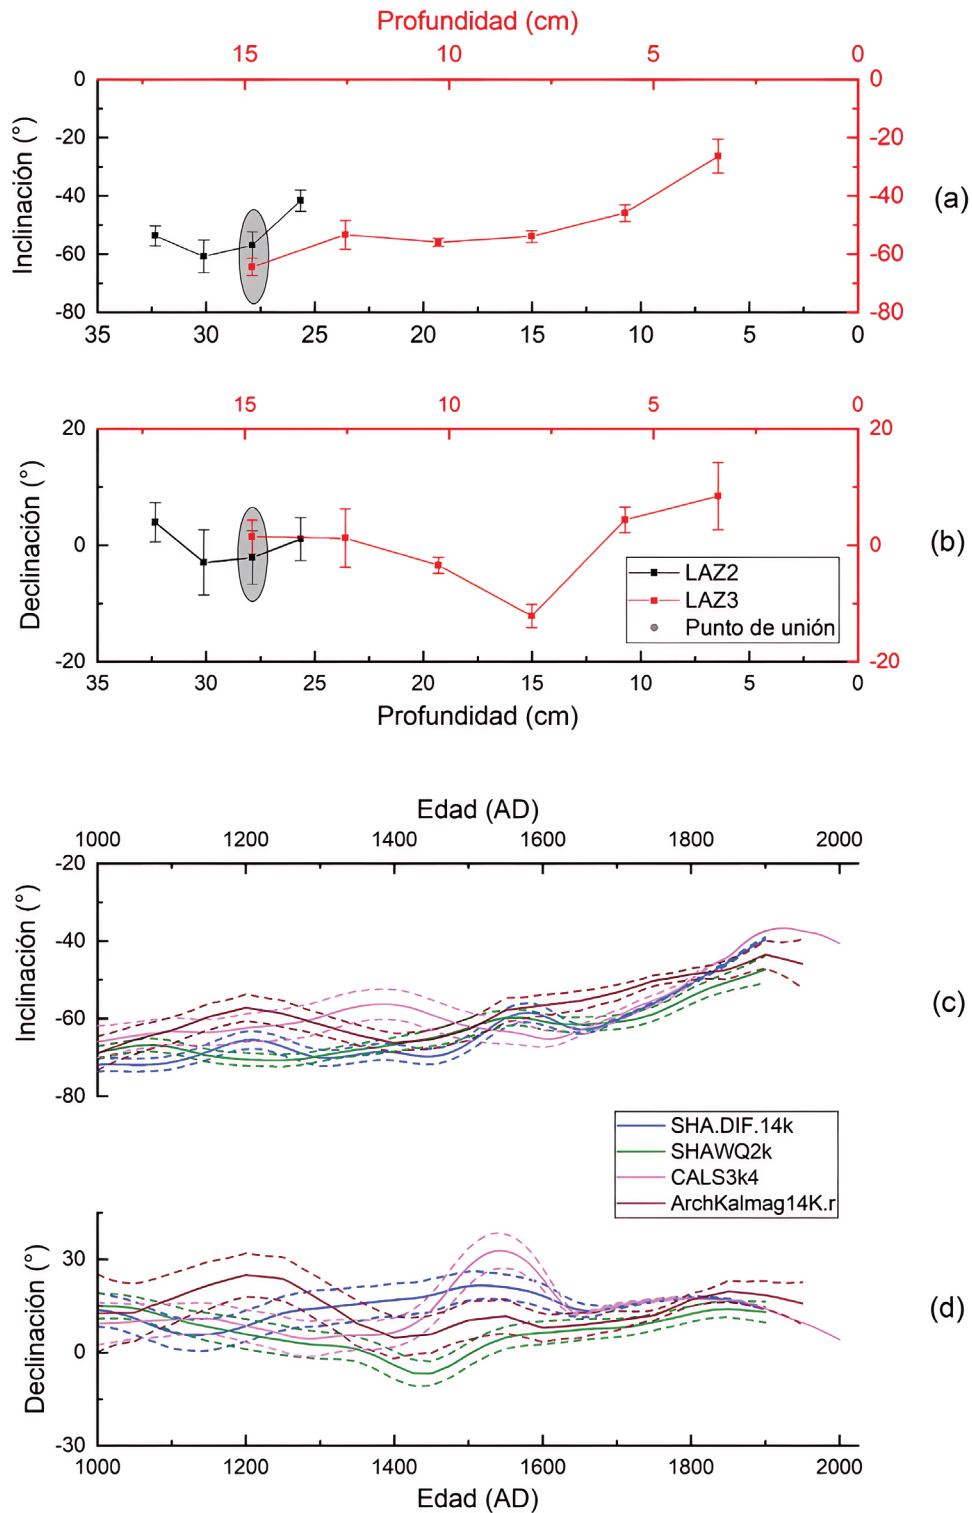 Profundidad (cm)
15 10 5 0
0 0
-20 -20
-40 -40
-60 -60
-80 -80
Inclinación (°)
(a)
35 30 25 20 15 10 5 0
15 10 5 0
20 20
0 0
-20 -20
-10
Declinación (°)
(b)
LAZ2
LAZ3
Punto de unión
35 30 25 20 15 10 5 0
Profundidad (cm)
Edad (AD)
1000 1200 1400 1600 1800 2000
-20
-40
-60
-80
Inclinación (°)
(c)
SHA.DIF.14k
SHAWQ2k
CALS3k4
ArchKalmag14K.r
30
0
-30
Declinación (°)
(d)
1000 1200 1400 1600 1800 2000
Edad (AD)